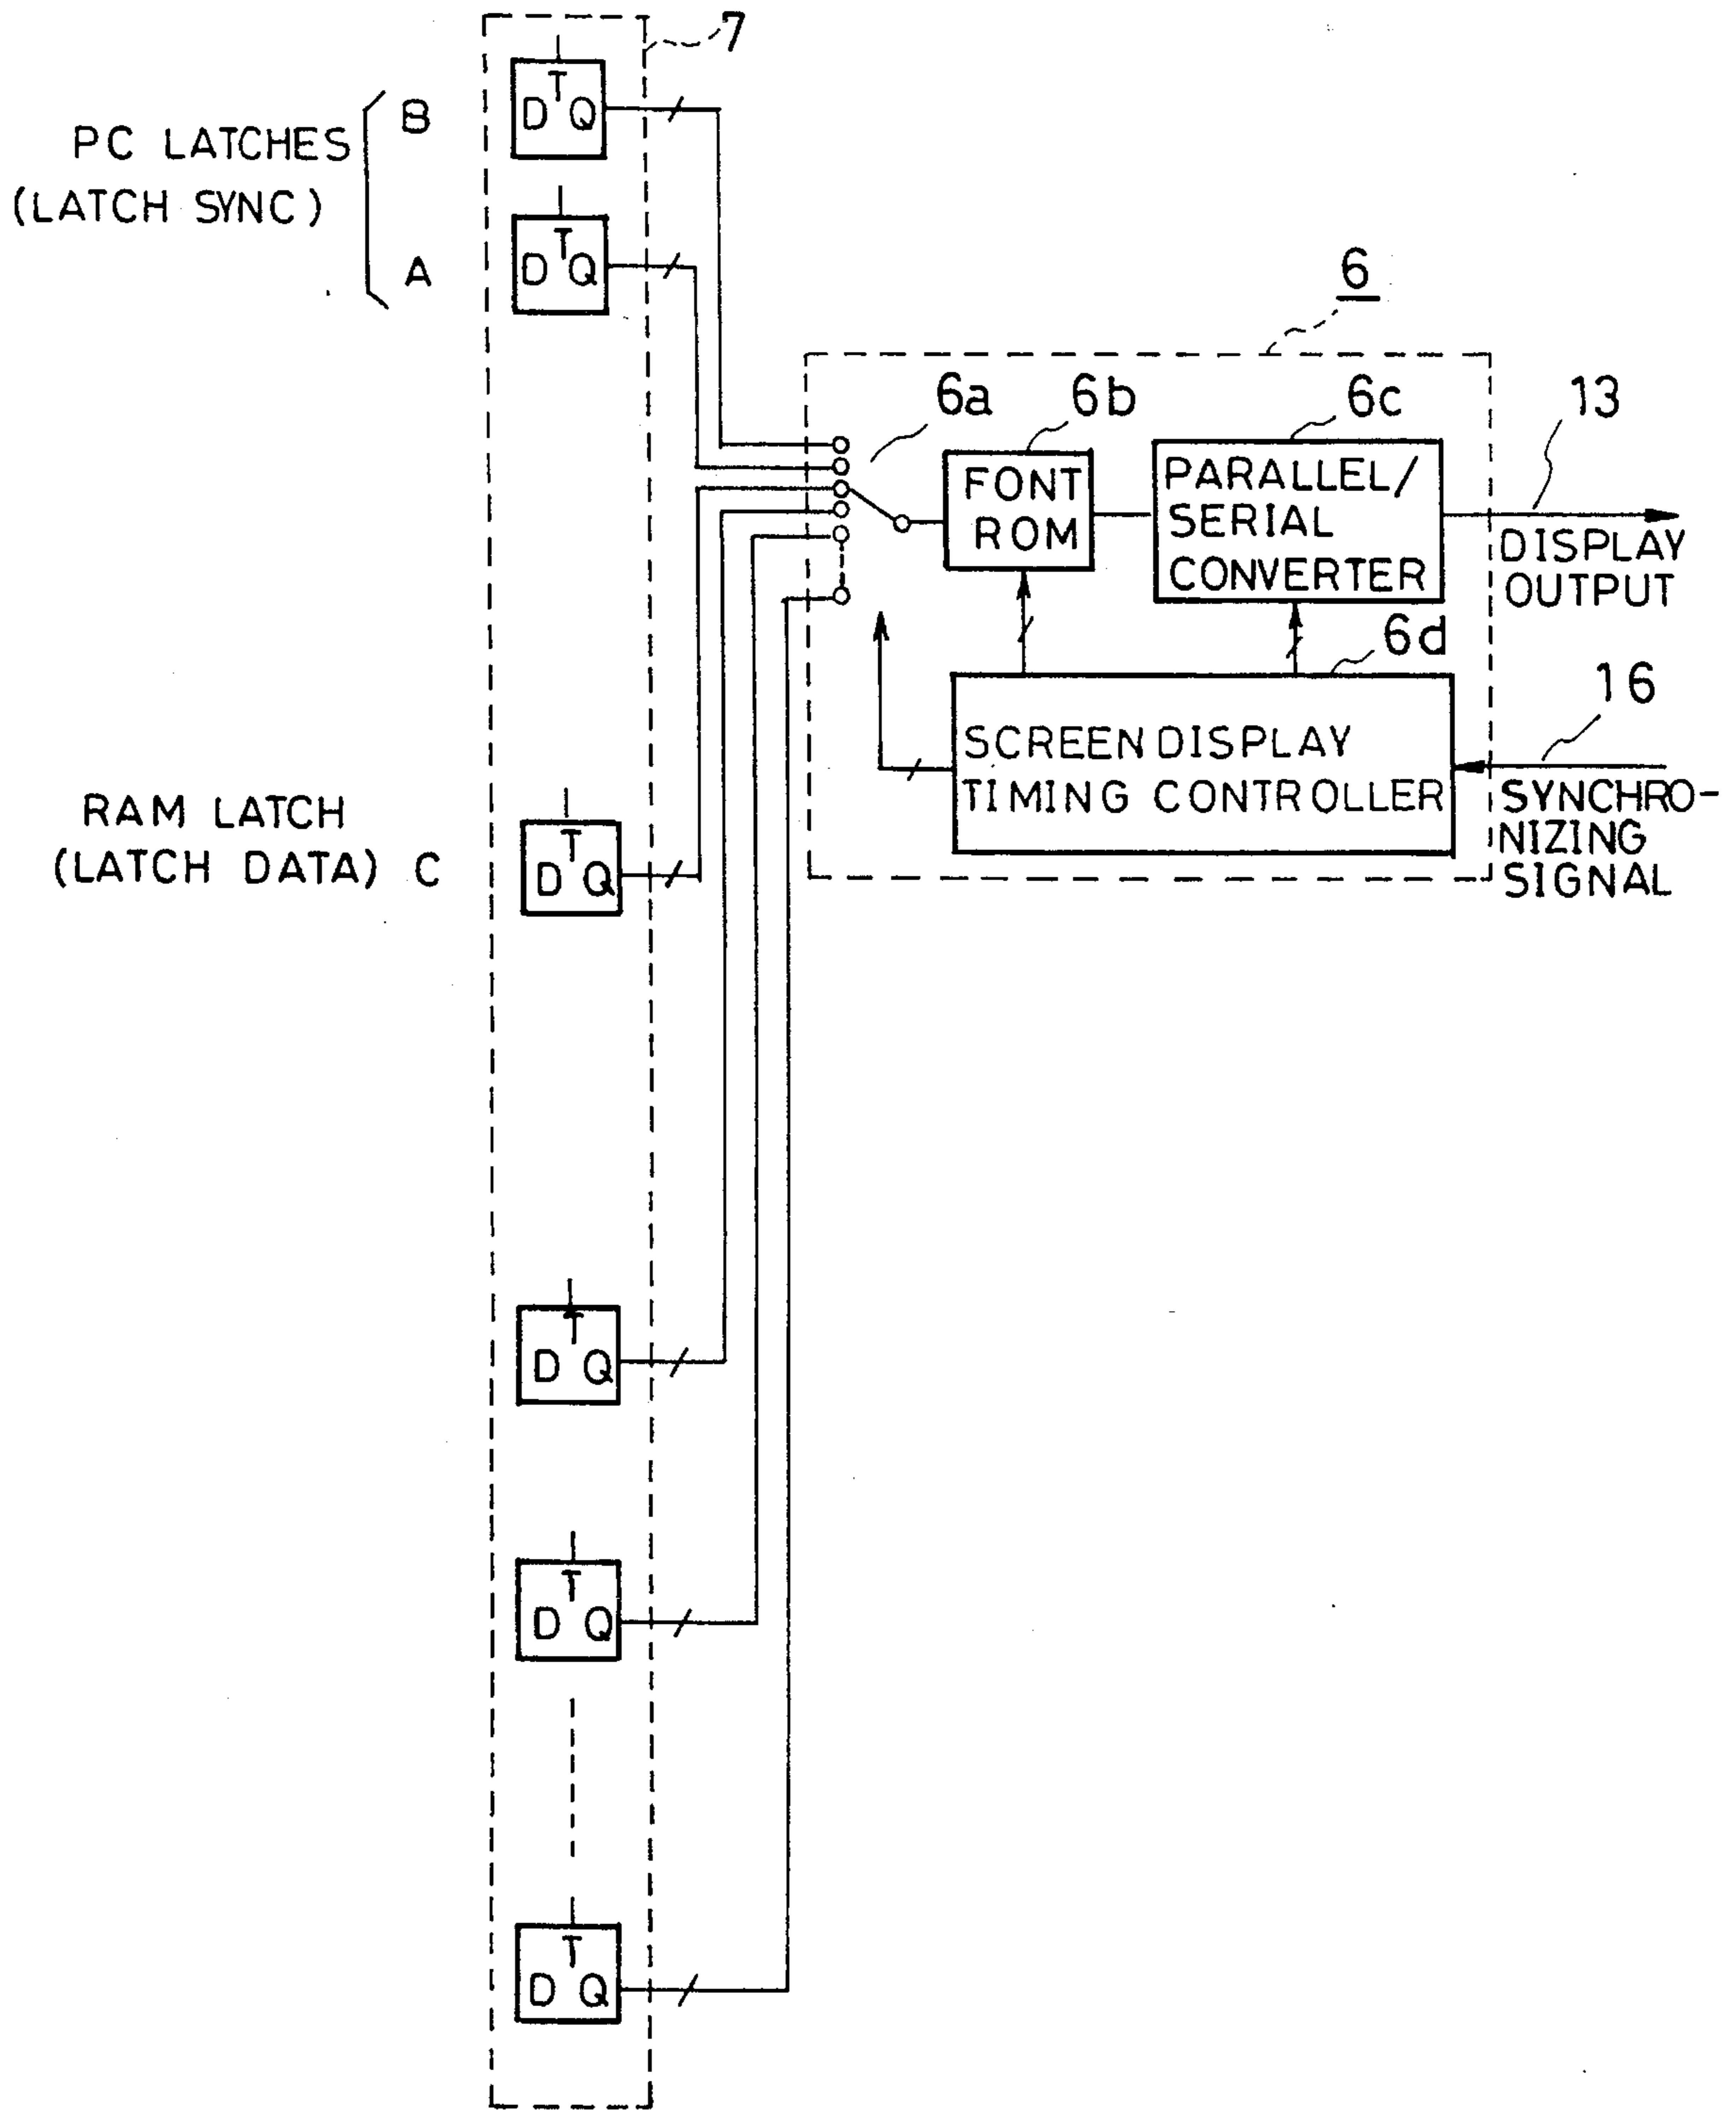 7
PC LATCHES
(LATCH SYNC)
B
A
T
D Q
T
D Q
6
6a
6b
6c
13
FONT
ROM
PARALLEL/
SERIAL
CONVERTER
DISPLAY
OUTPUT
6d
16
SCREEN DISPLAY
TIMING CONTROLLER
SYNCHRO-
NIZING
SIGNAL
RAM LATCH
(LATCH DATA) C
T
D Q
T
D Q
T
D Q
T
D Q